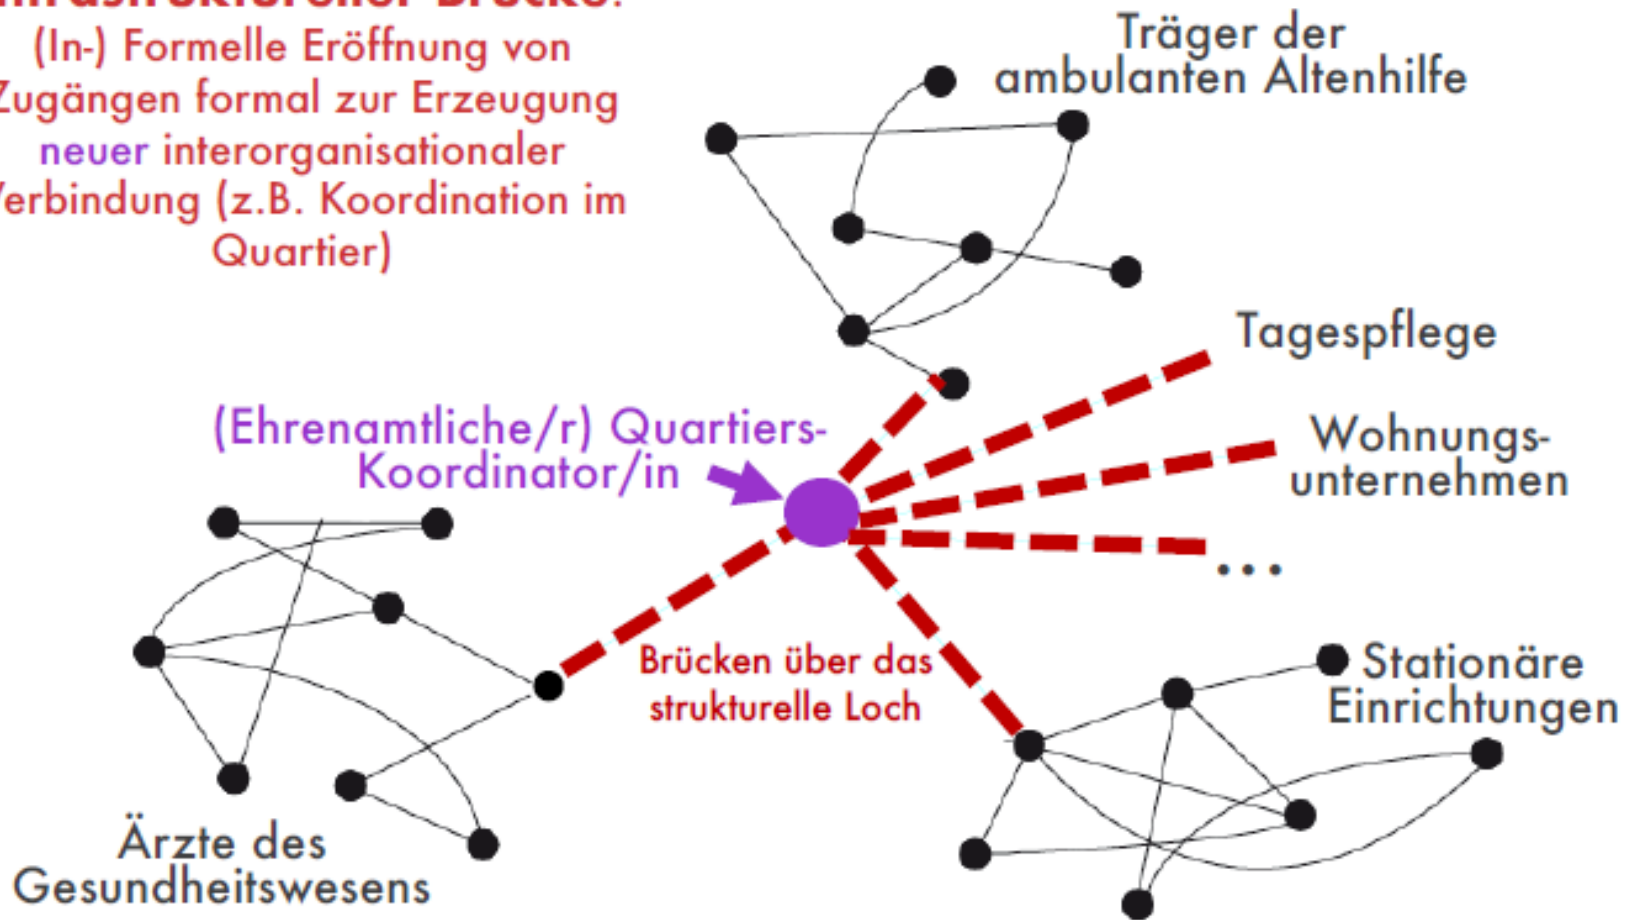 (In-) Formelle Eröffnung von
Zugängen formal zur Erzeugung
neuer interorganisationaler
Verbindung (z.B. Koordination im
Quartier)
Träger der
ambulanten Altenhilfe
Tagespflege
(Ehrenamtliche/r) Quartiers-
Koordinator/in
Wohnungs-
unternehmen
...
Brücken über das
strukturelle Loch
Stationäre
Einrichtungen
Ärzte des
Gesundheitswesens